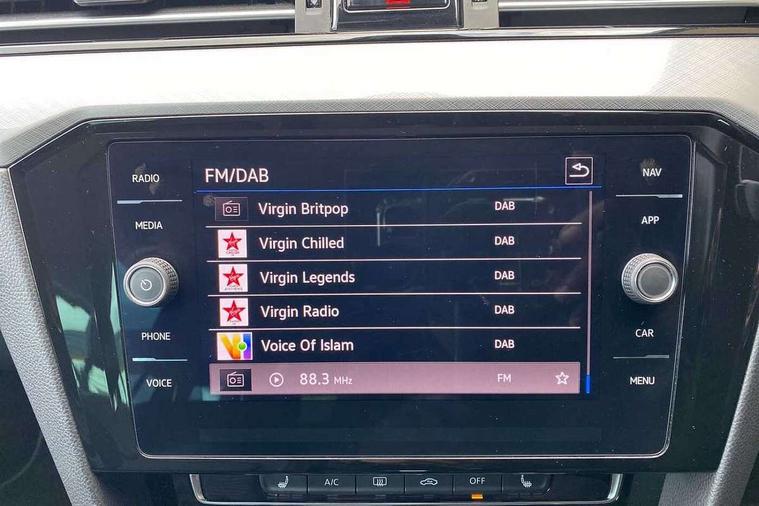 RADIO
MEDIA
PHONE
VOICE
FM/DAB
Virgin Britpop DAB
Virgin Chilled DAB
Virgin Legends DAB
Virgin Radio DAB
Voice Of Islam DAB
88.3 MHz FM
NAV
APP
CAR
MENU
A/C
OFF